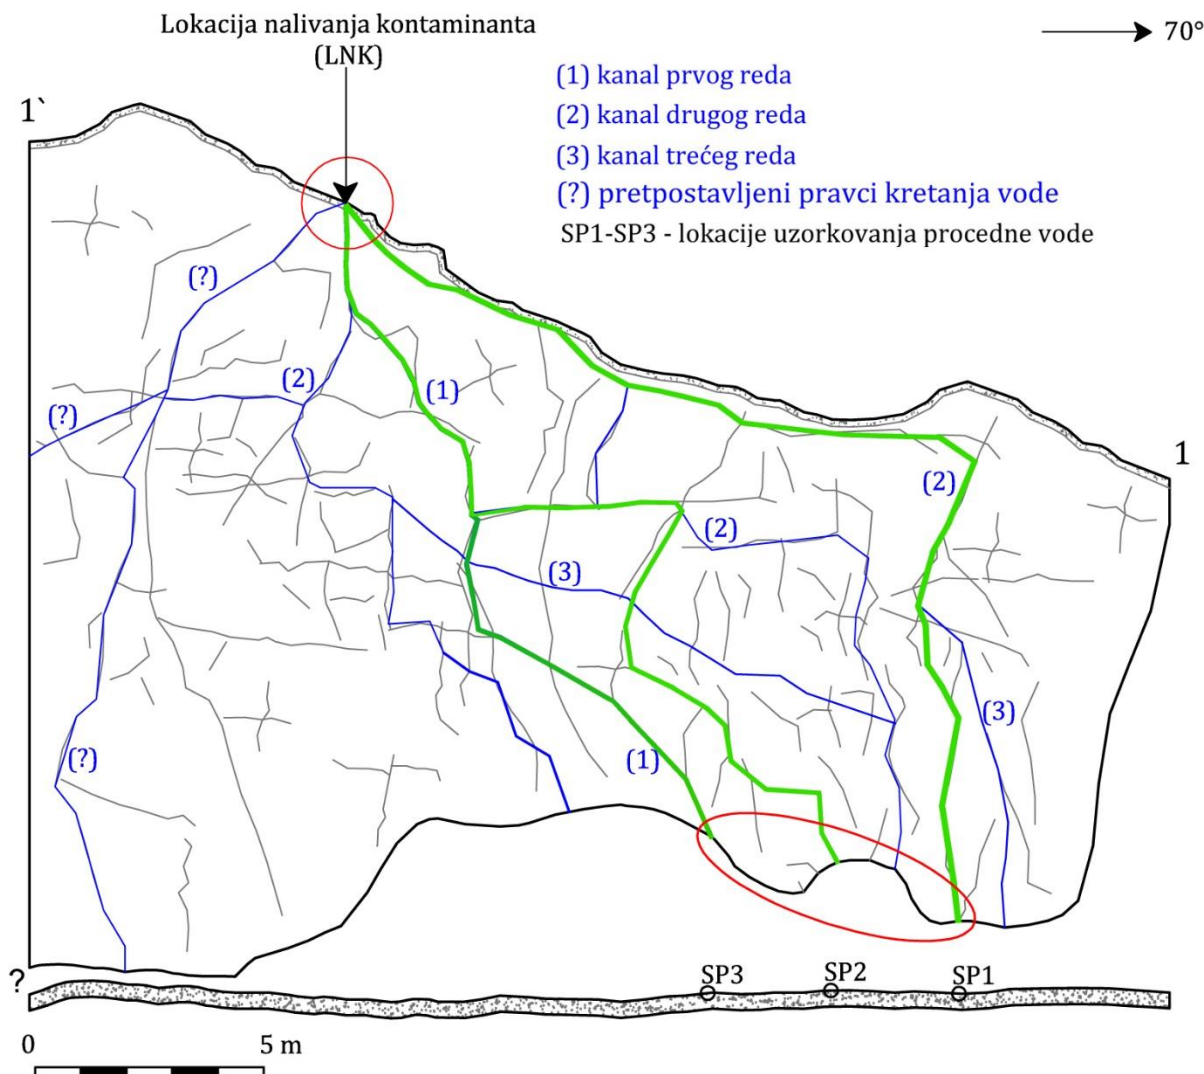 Lokacija nalivanja kontaminanta
(LNK)
70°
(1) kanal prvog reda
(2) kanal drugog reda
(3) kanal trećeg reda
(?) pretpostavljeni pravci kretanja vode
SP1-SP3 - lokacije uzorkovanja procedne vode
1`
1
(?)
(2)
(1)
(?)
(2)
(2)
(3)
(3)
(?)
(1)
?
SP3
SP2
SP1
0
5 m